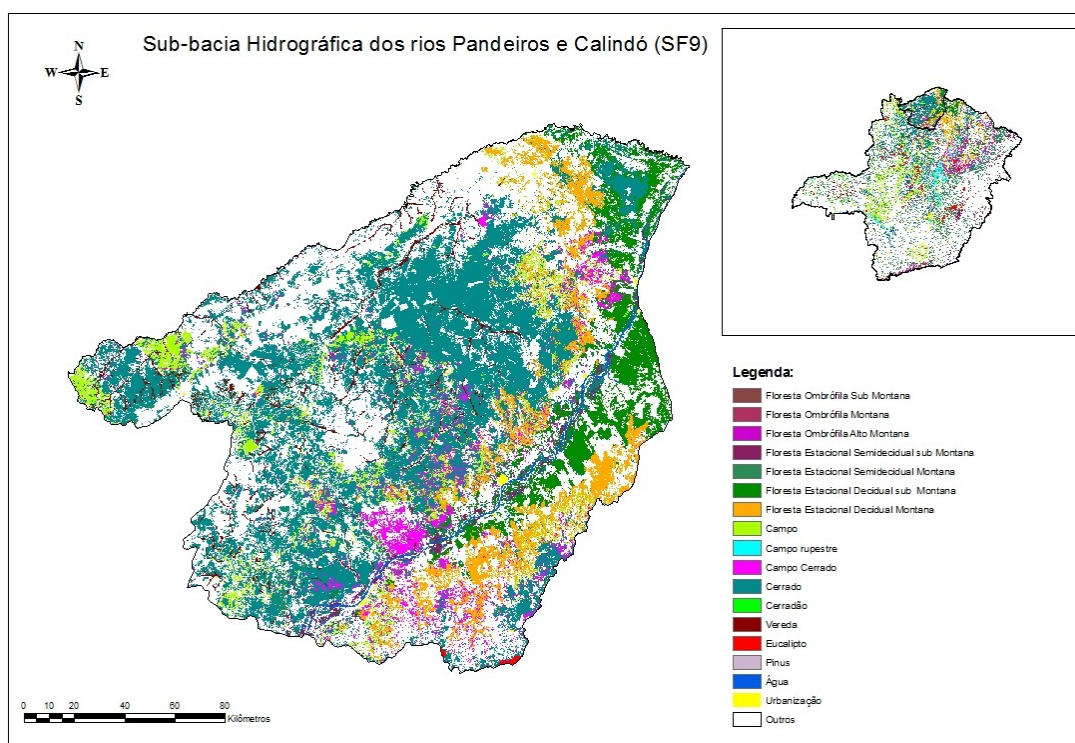 Sub-bacia Hidrográfica dos rios Pandeiros e Calindó (SF9)
N
W E
S
Legenda:
Floresta Ombrófila Sub Montana
Floresta Ombrófila Montana
Floresta Ombrófila Alto Montana
Floresta Estacional Semidecidual sub Montana
Floresta Estacional Semidecidual Montana
Floresta Estacional Decidual sub Montana
Floresta Estacional Decidual Montana
Campo
Campo rupestre
Campo Cerrado
Cerrado
Cerradão
Vereda
Eucalipto
Pinus
Água
Urbanização
Outros
0 20 40 60 80
Kilômetros